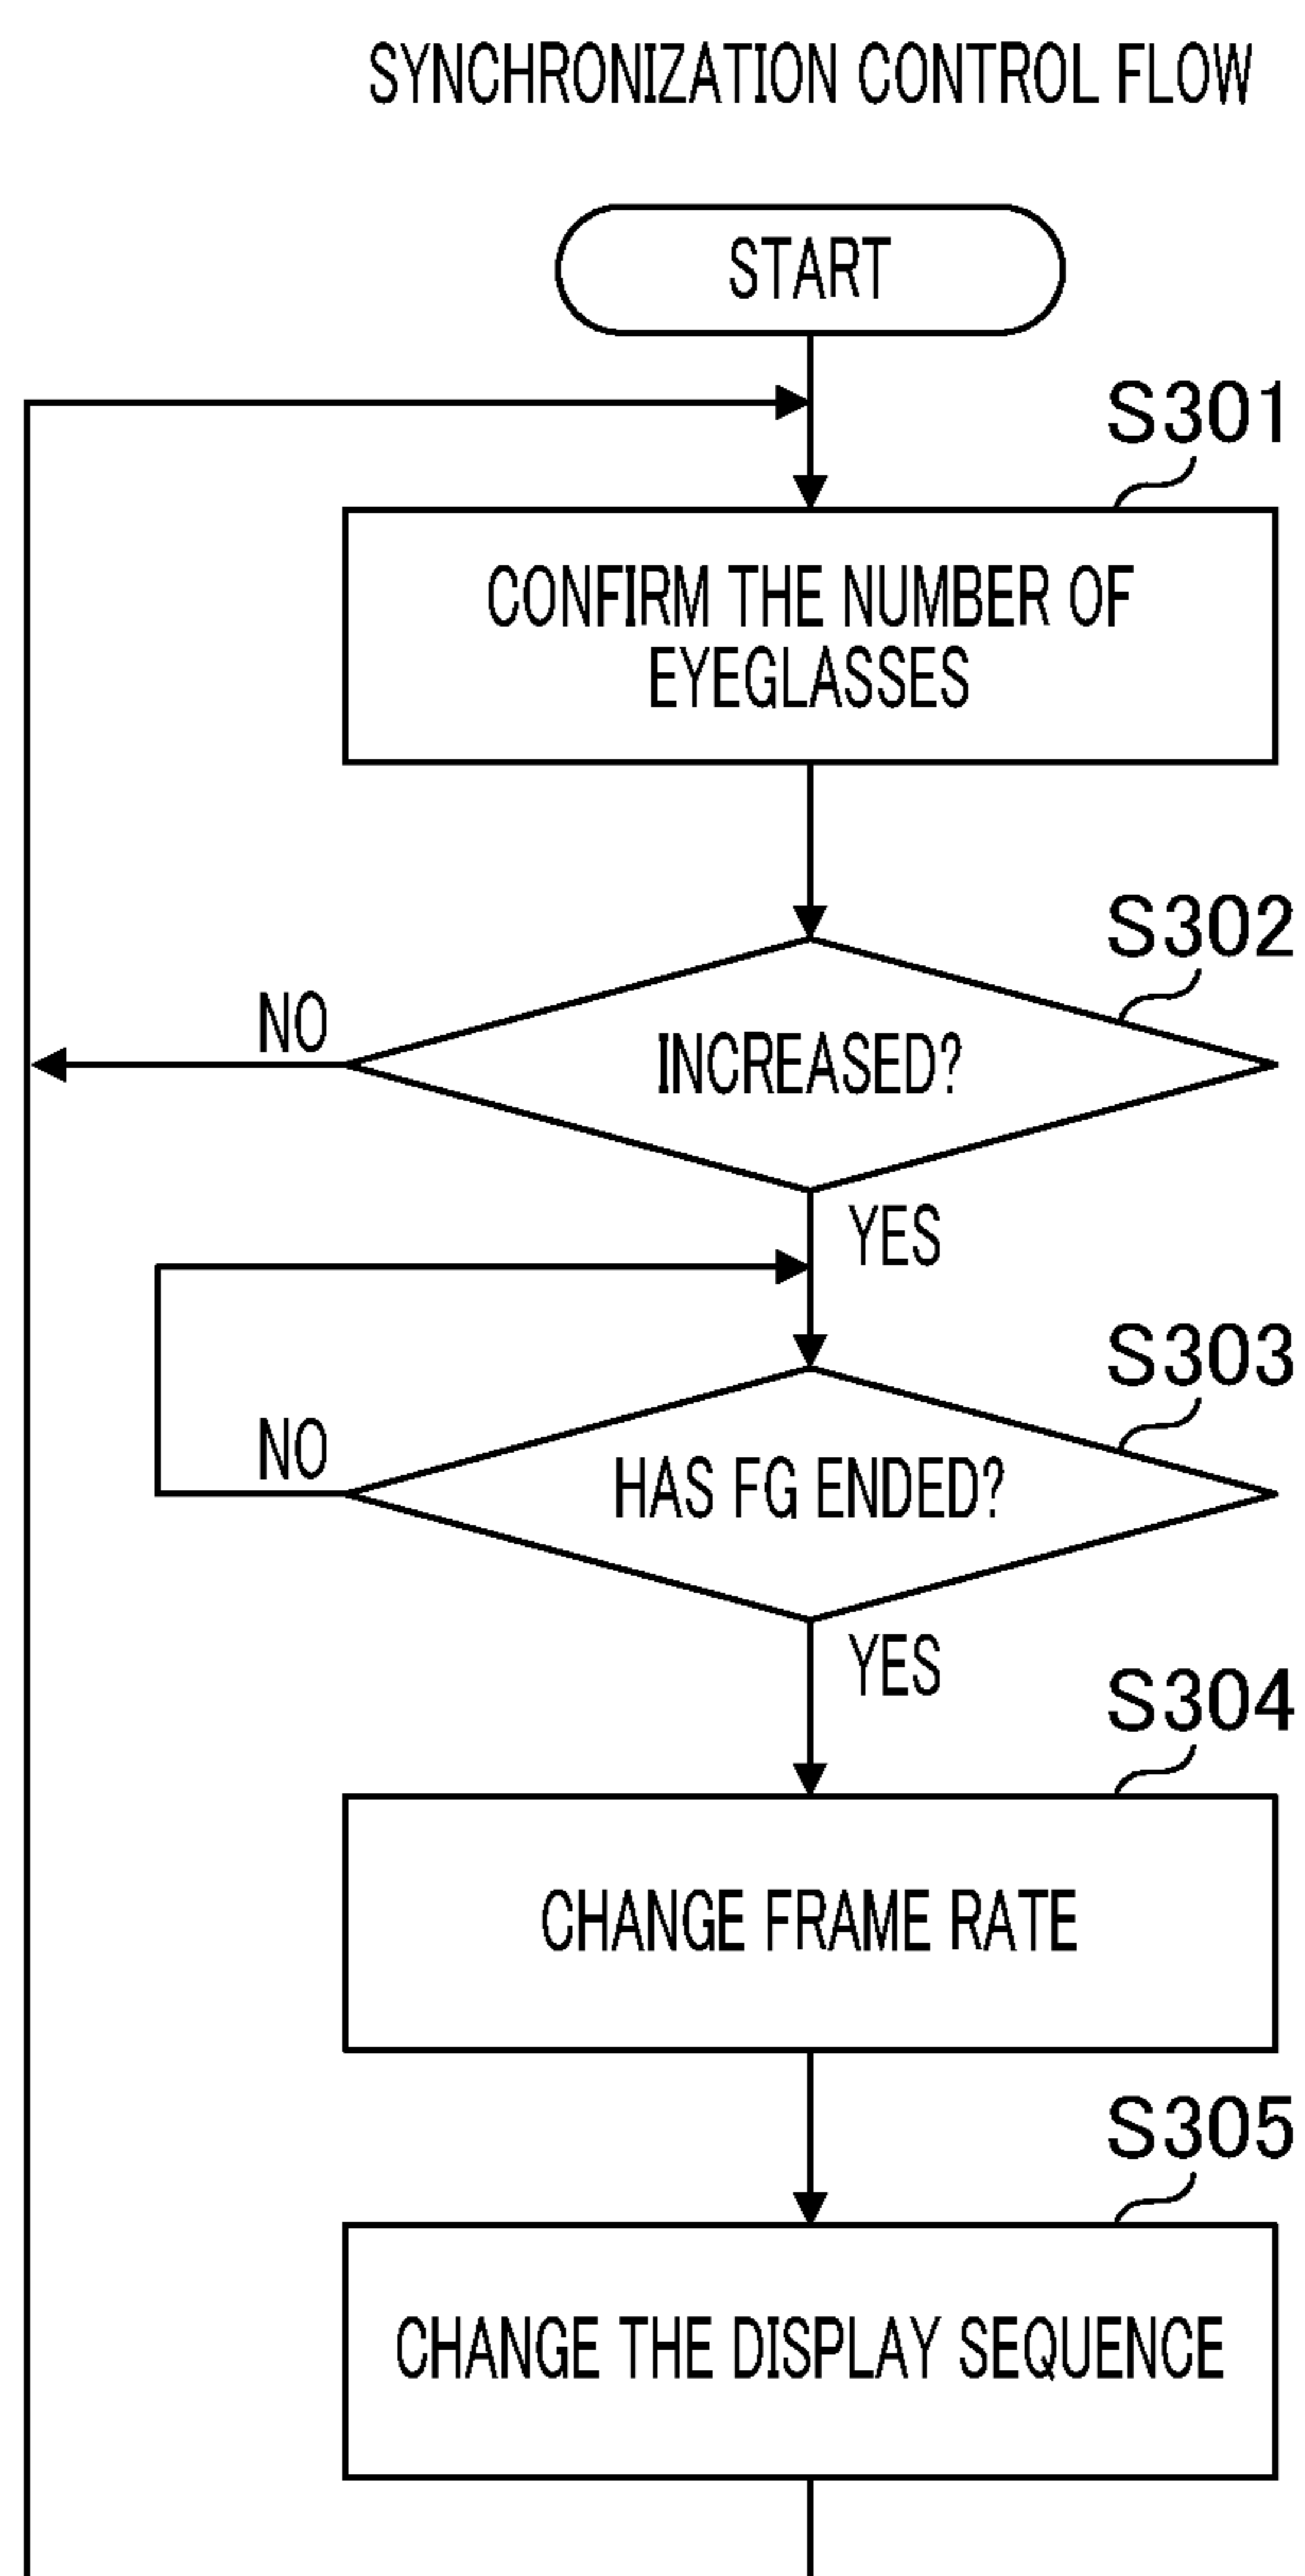 SYNCHRONIZATION CONTROL FLOW
START
S301
CONFIRM THE NUMBER OF
EYEGLASSES
S302
NO
INCREASED?
YES
S303
NO
HAS FG ENDED?
YES
S304
CHANGE FRAME RATE
S305
CHANGE THE DISPLAY SEQUENCE